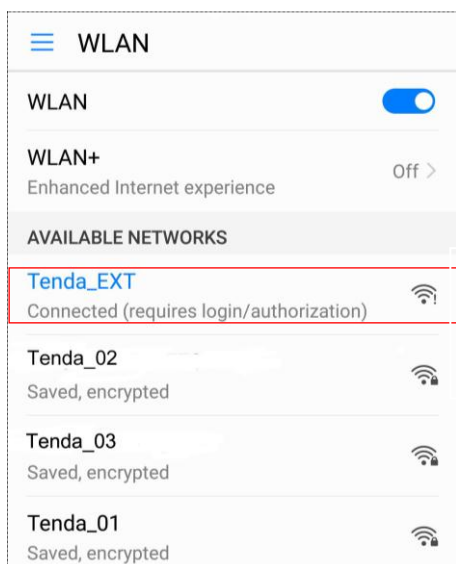 WLAN
WLAN
WLAN+
Enhanced Internet experience
Off
AVAILABLE NETWORKS
Tenda_EXT
Connected (requires login/authorization)
Tenda_02
Saved, encrypted
Tenda_03
Saved, encrypted
Tenda_01
Saved, encrypted